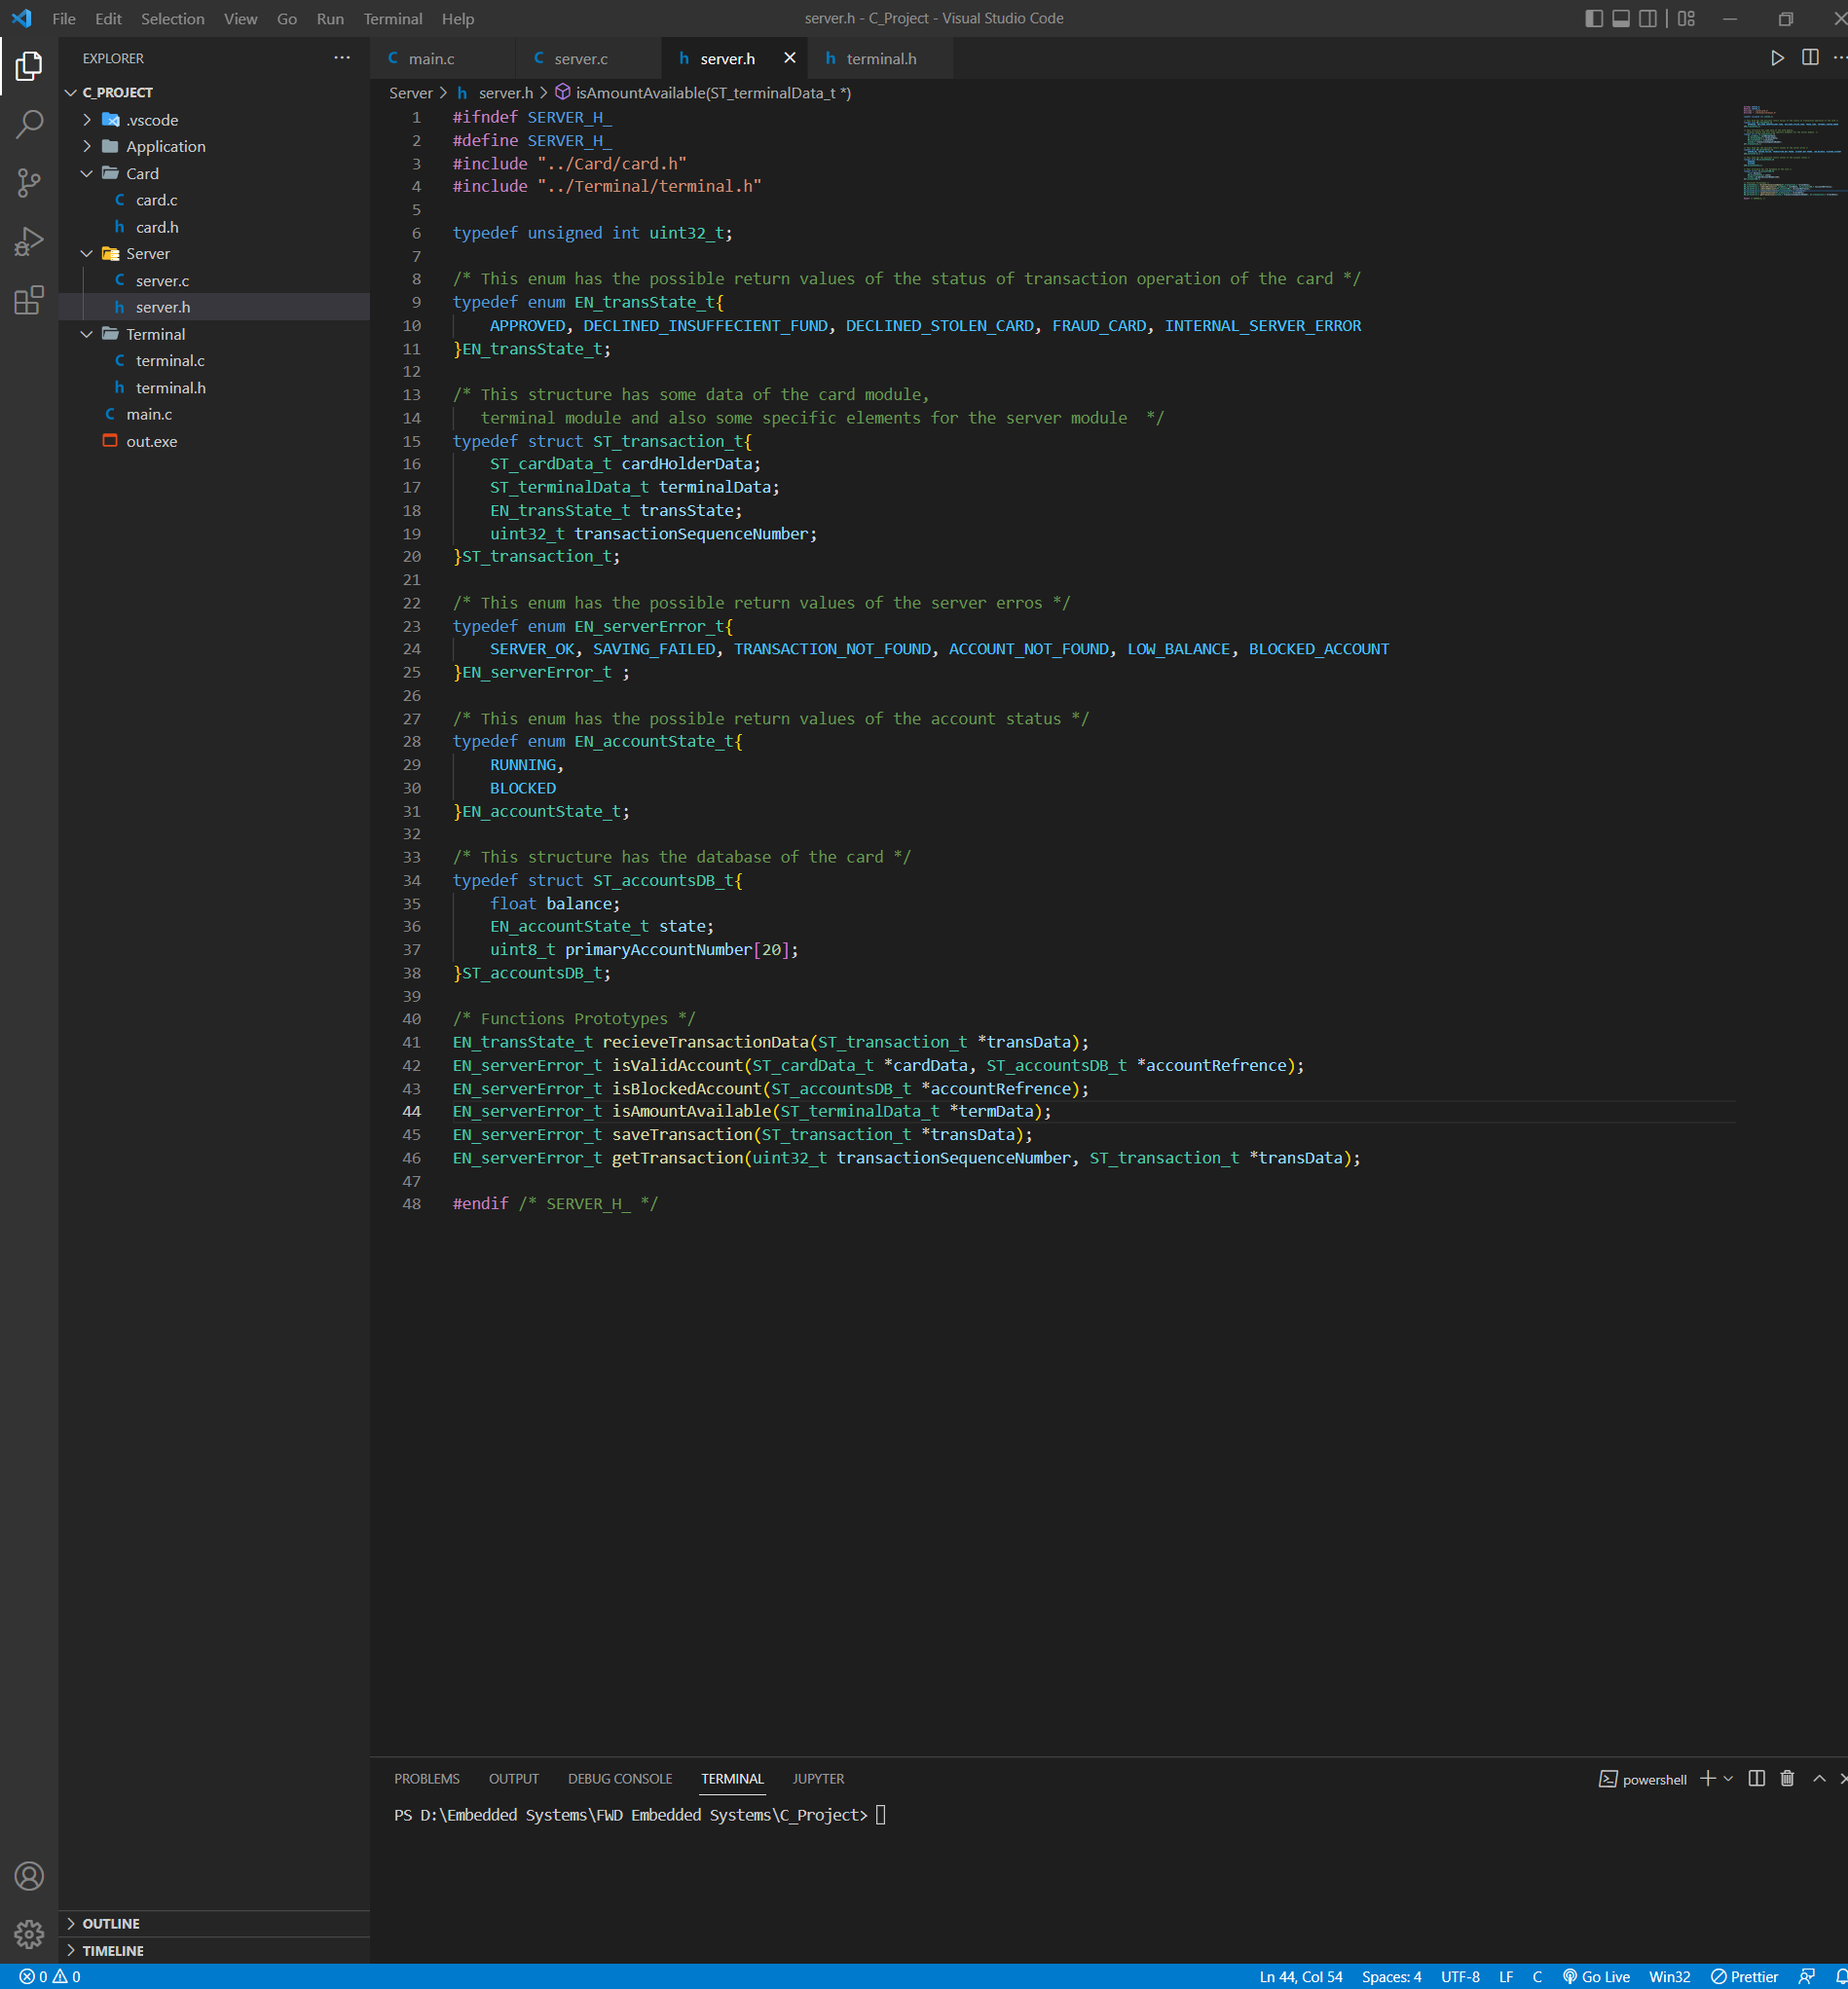 File Edit Selection View Go Run Terminal Help
server.h - C_Project - Visual Studio Code
EXPLORER
C_PROJECT
.vscode
Application
Card
card.c
card.h
Server
server.c
server.h
Terminal
terminal.c
terminal.h
main.c
out.exe
OUTLINE
TIMELINE
main.c server.c server.h terminal.h
Server > server.h > isAmountAvailable(ST_terminalData_t *)
1 #ifndef SERVER_H_
2 #define SERVER_H_
3 #include "../Card/card.h"
4 #include "../Terminal/terminal.h"
5
6 typedef unsigned int uint32_t;
7
8 /* This enum has the possible return values of the status of transaction operation of the card */
9 typedef enum EN_transState_t{
10     APPROVED, DECLINED_INSUFFECIENT_FUND, DECLINED_STOLEN_CARD, FRAUD_CARD, INTERNAL_SERVER_ERROR
11 }EN_transState_t;
12
13 /* This structure has some data of the card module,
14    terminal module and also some specific elements for the server module  */
15 typedef struct ST_transaction_t{
16     ST_cardData_t cardHolderData;
17     ST_terminalData_t terminalData;
18     EN_transState_t transState;
19     uint32_t transactionSequenceNumber;
20 }ST_transaction_t;
21
22 /* This enum has the possible return values of the server erros */
23 typedef enum EN_serverError_t{
24     SERVER_OK, SAVING_FAILED, TRANSACTION_NOT_FOUND, ACCOUNT_NOT_FOUND, LOW_BALANCE, BLOCKED_ACCOUNT
25 }EN_serverError_t ;
26
27 /* This enum has the possible return values of the account status */
28 typedef enum EN_accountState_t{
29     RUNNING,
30     BLOCKED
31 }EN_accountState_t;
32
33 /* This structure has the database of the card */
34 typedef struct ST_accountsDB_t{
35     float balance;
36     EN_accountState_t state;
37     uint8_t primaryAccountNumber[20];
38 }ST_accountsDB_t;
39
40 /* Functions Prototypes */
41 EN_transState_t recieveTransactionData(ST_transaction_t *transData);
42 EN_serverError_t isValidAccount(ST_cardData_t *cardData, ST_accountsDB_t *accountRefrence);
43 EN_serverError_t isBlockedAccount(ST_accountsDB_t *accountRefrence);
44 EN_serverError_t isAmountAvailable(ST_terminalData_t *termData);
45 EN_serverError_t saveTransaction(ST_transaction_t *transData);
46 EN_serverError_t getTransaction(uint32_t transactionSequenceNumber, ST_transaction_t *transData);
47
48 #endif /* SERVER_H_ */
PROBLEMS OUTPUT DEBUG CONSOLE TERMINAL JUPYTER
powershell
PS D:\Embedded Systems\FWD Embedded Systems\C_Project>
0 0
Ln 44, Col 54 Spaces: 4 UTF-8 LF C Go Live Win32 Prettier